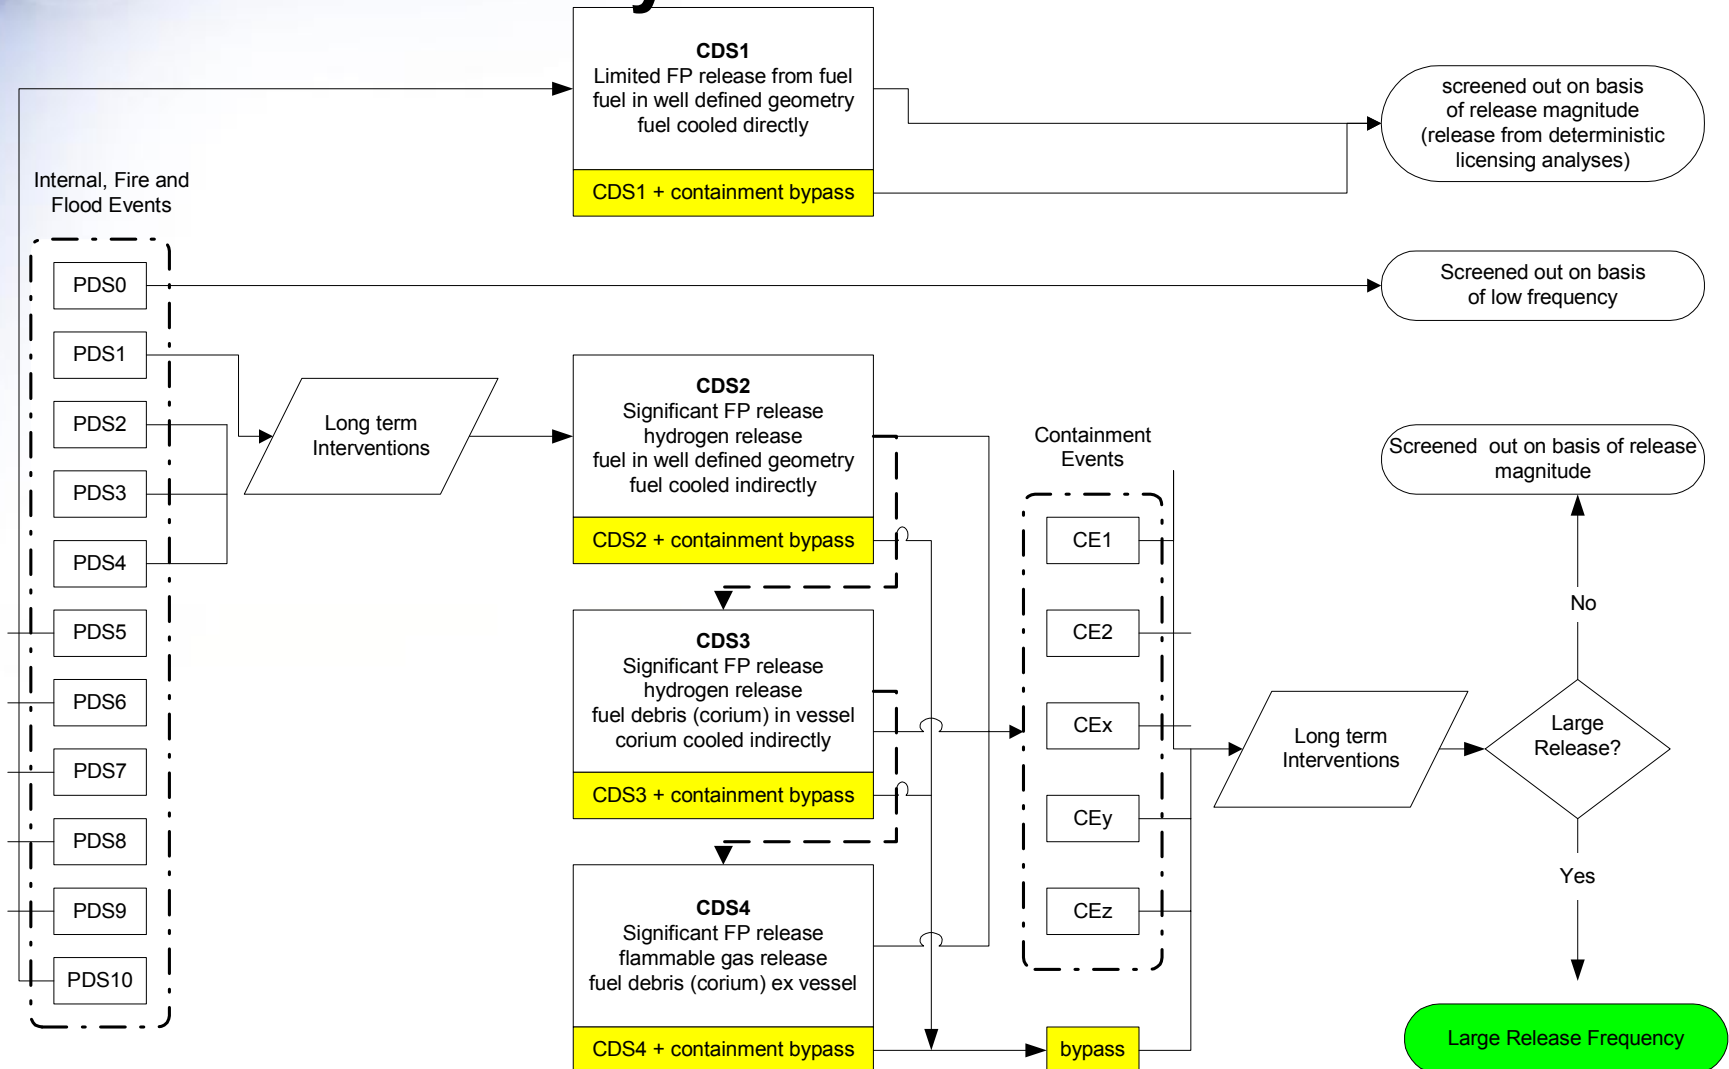 CDS1
Limited FP release from fuel
fuel in well defined geometry
fuel cooled directly
CDS1 + containment bypass
screened out on basis
of release magnitude
(release from deterministic
licensing analyses)
Internal, Fire and
Flood Events
PDS0
PDS1
PDS2
PDS3
PDS4
PDS5
PDS6
PDS7
PDS8
PDS9
PDS10
Screened out on basis
of low frequency
Long term
Interventions
CDS2
Significant FP release
hydrogen release
fuel in well defined geometry
fuel cooled indirectly
CDS2 + containment bypass
CDS3
Significant FP release
hydrogen release
fuel debris (corium) in vessel
corium cooled indirectly
CDS3 + containment bypass
CDS4
Significant FP release
flammable gas release
fuel debris (corium) ex vessel
CDS4 + containment bypass
Containment
Events
CE1
CE2
CEx
CEy
CEz
bypass
Long term
Interventions
Screened out on basis of release
magnitude
No
Large
Release?
Yes
Large Release Frequency